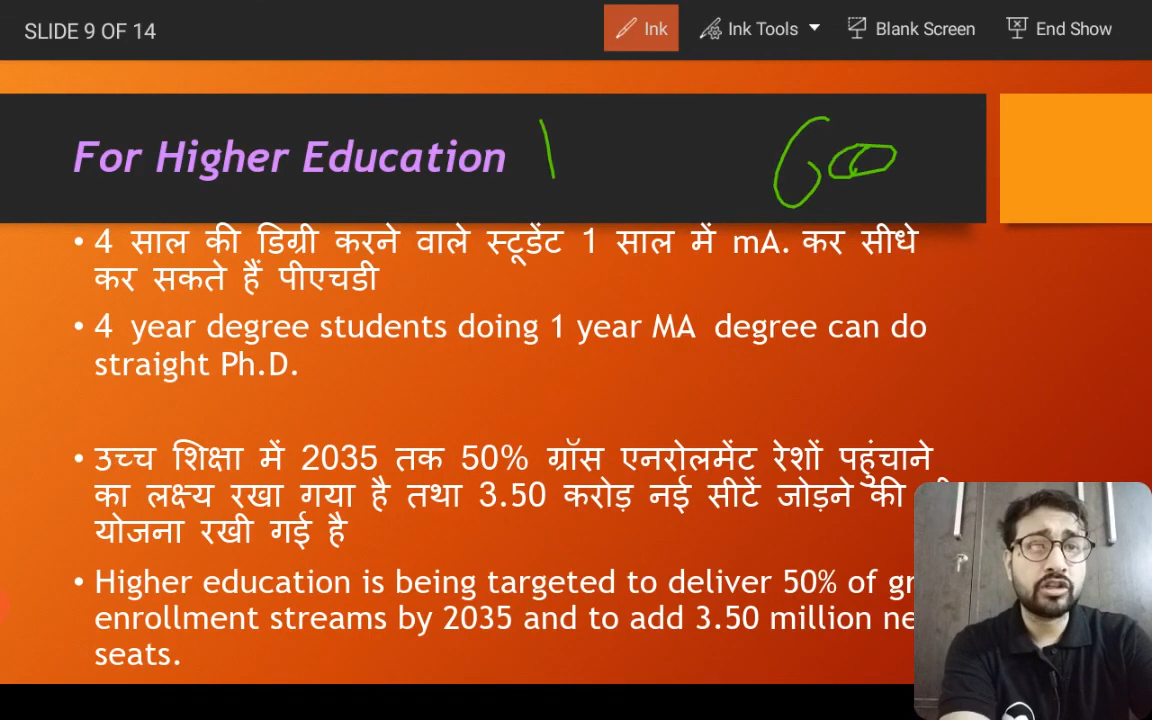 SLIDE 9 OF 14
Ink
Ink Tools
Blank Screen
End Show
For Higher Education
1
600
• 4 साल की डिग्री करने वाले स्टूडेंट 1 साल में mA. कर सीधे
कर सकते हैं पीएचडी
• 4 year degree students doing 1 year MA degree can do
straight Ph.D.
• उच्च शिक्षा में 2035 तक 50% ग्रॉस एनरोलमेंट रेशों पहुंचाने
का लक्ष्य रखा गया है तथा 3.50 करोड़ नई सीटें जोड़ने की
योजना रखी गई है
• Higher education is being targeted to deliver 50% of
enrollment streams by 2035 and to add 3.50 million
seats.